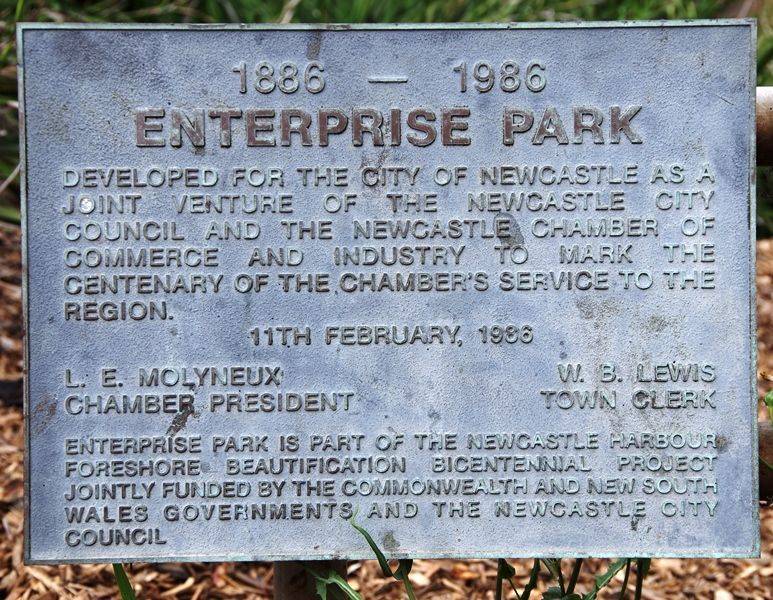 1886 — 1986
ENTERPRISE PARK
DEVELOPED FOR THE CITY OF NEWCASTLE AS A
JOINT VENTURE OF THE NEWCASTLE CITY
COUNCIL AND THE NEWCASTLE CHAMBER OF
COMMERCE AND INDUSTRY TO MARK THE
CENTENARY OF THE CHAMBER'S SERVICE TO THE
REGION.
11TH FEBRUARY, 1986
L. E. MOLYNEUX W. B. LEWIS
CHAMBER PRESIDENT TOWN CLERK
ENTERPRISE PARK IS PART OF THE NEWCASTLE HARBOUR
FORESHORE BEAUTIFICATION BICENTENNIAL PROJECT
JOINTLY FUNDED BY THE COMMONWEALTH AND NEW SOUTH
WALES GOVERNMENTS AND THE NEWCASTLE CITY
COUNCIL